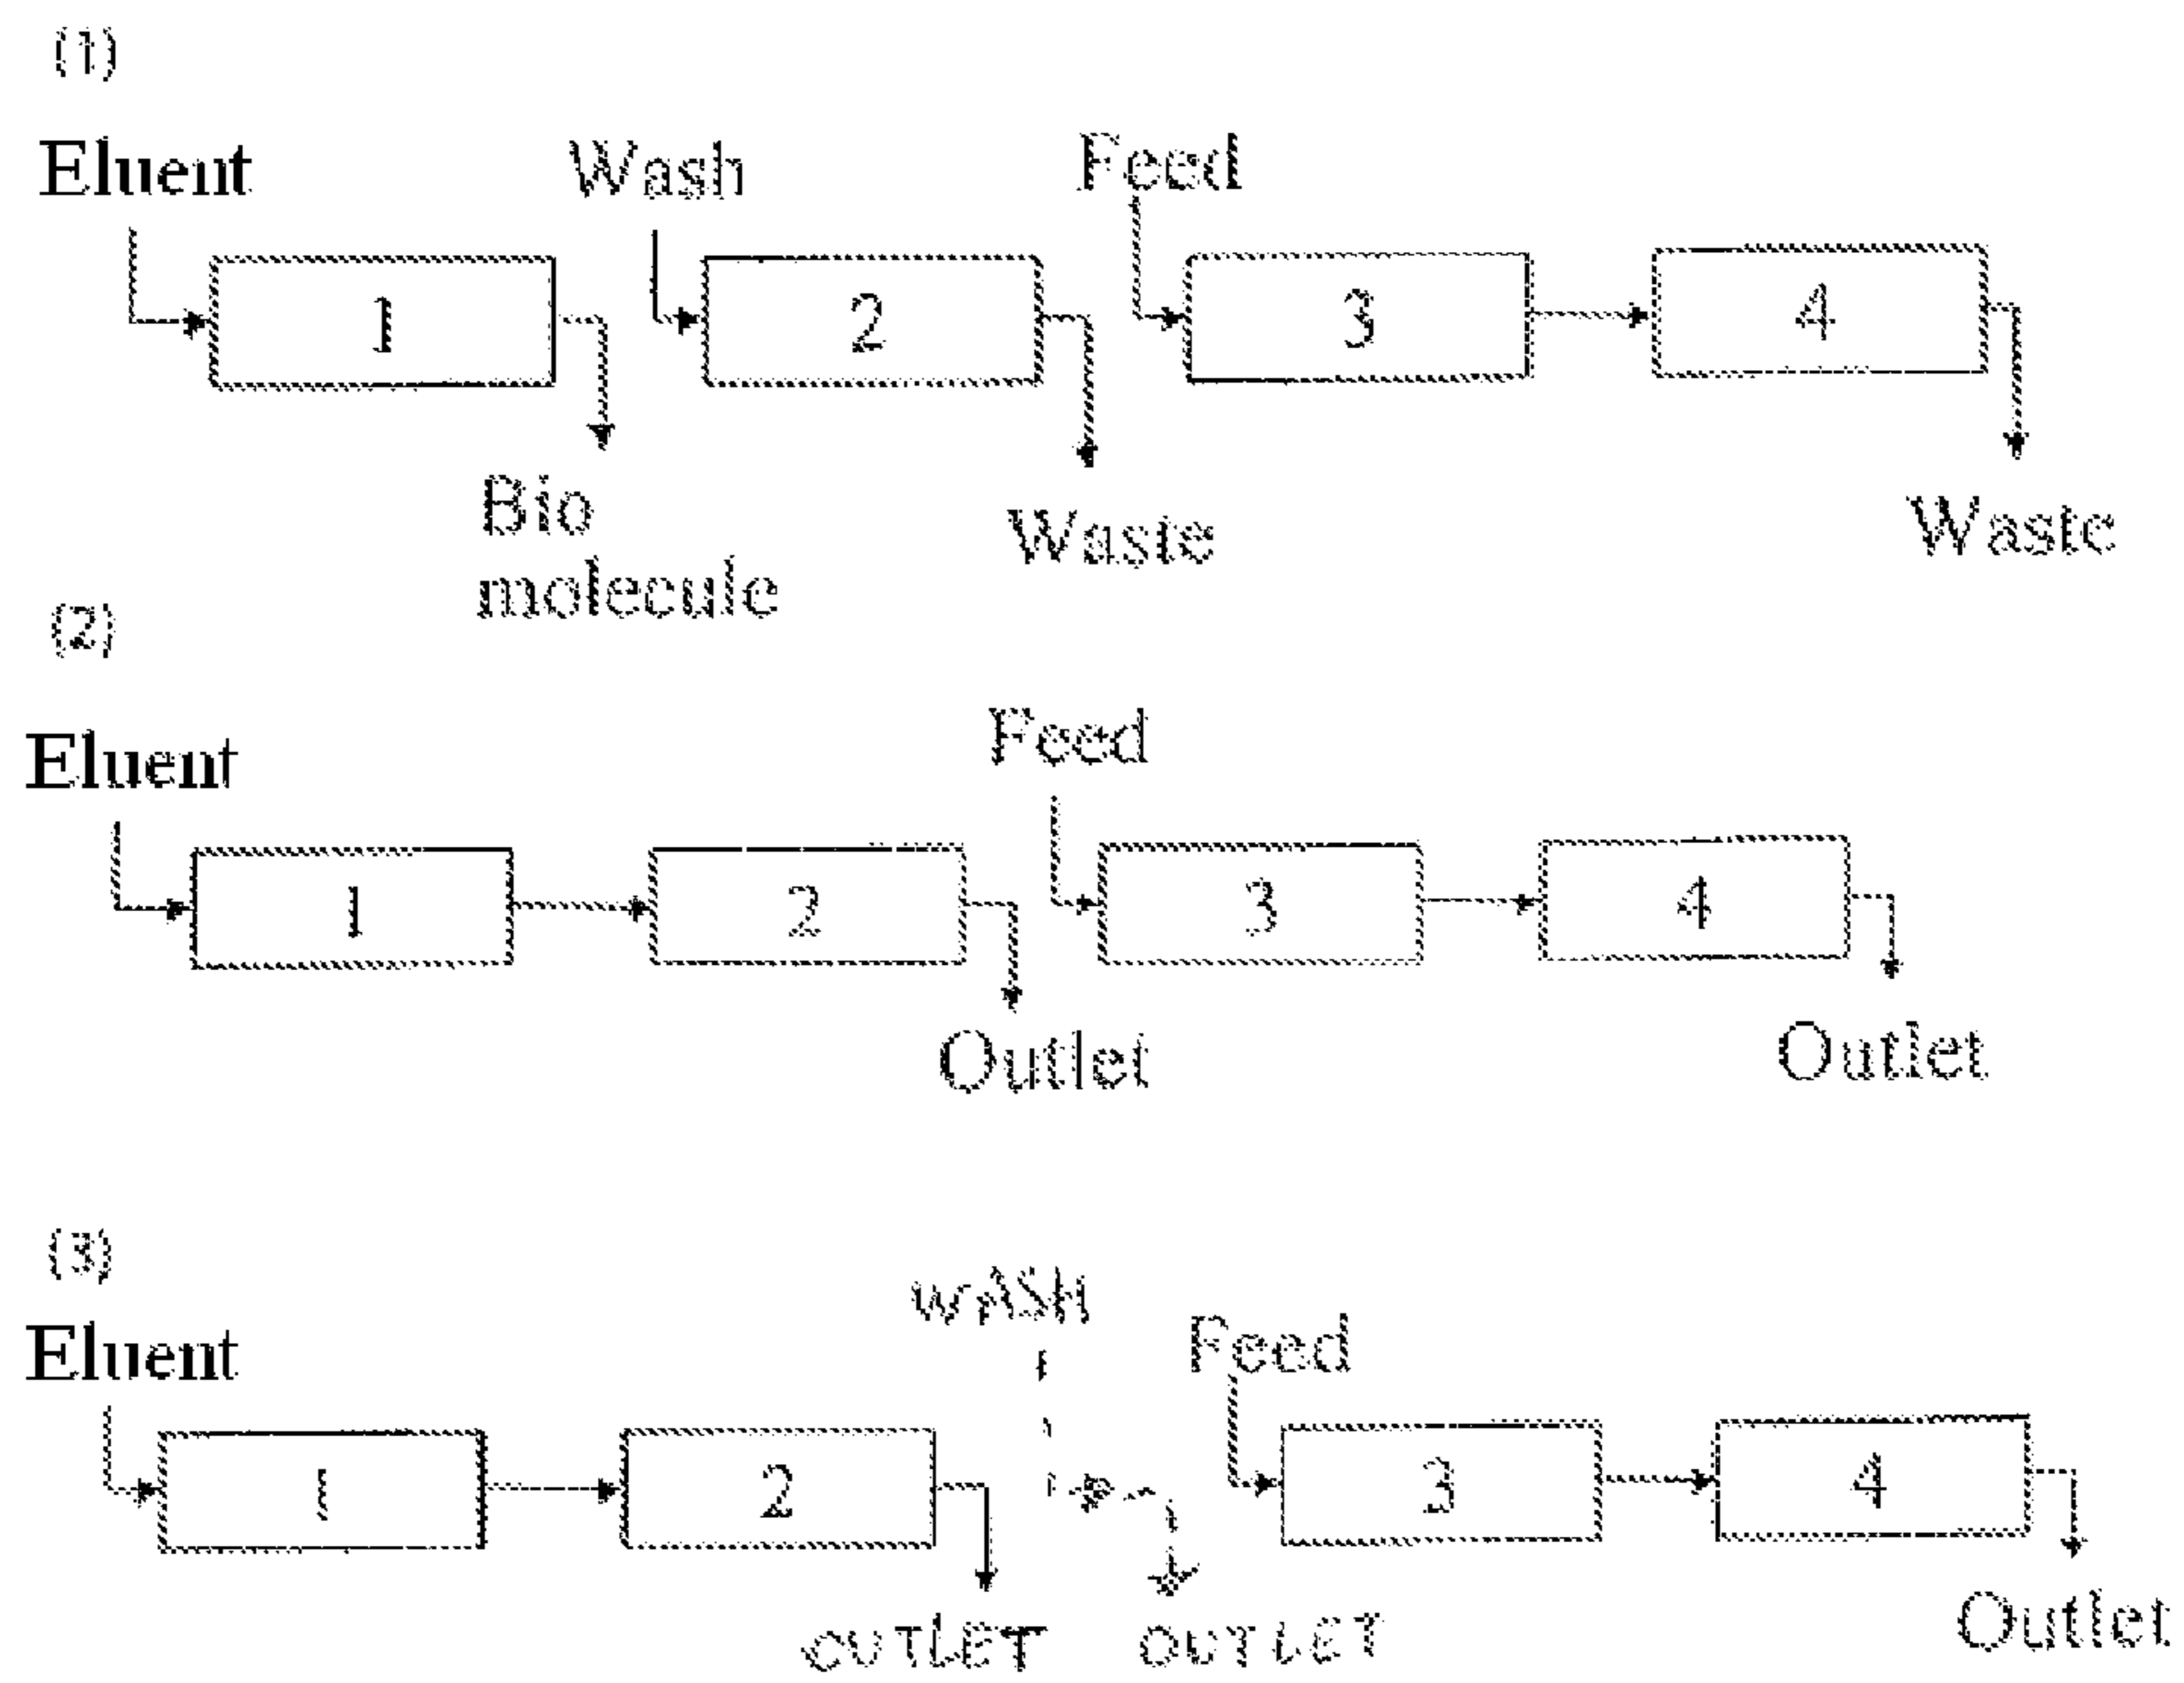 (1)
Eluent Wash Feed
1 2 3 4
Bio
molecule
Waste Waste
(2)
Eluent Feed
1 2 3 4
Outlet Outlet
(3)
WASH
Eluent Feed
1 2 3 4
OUTLET OUTLET Outlet